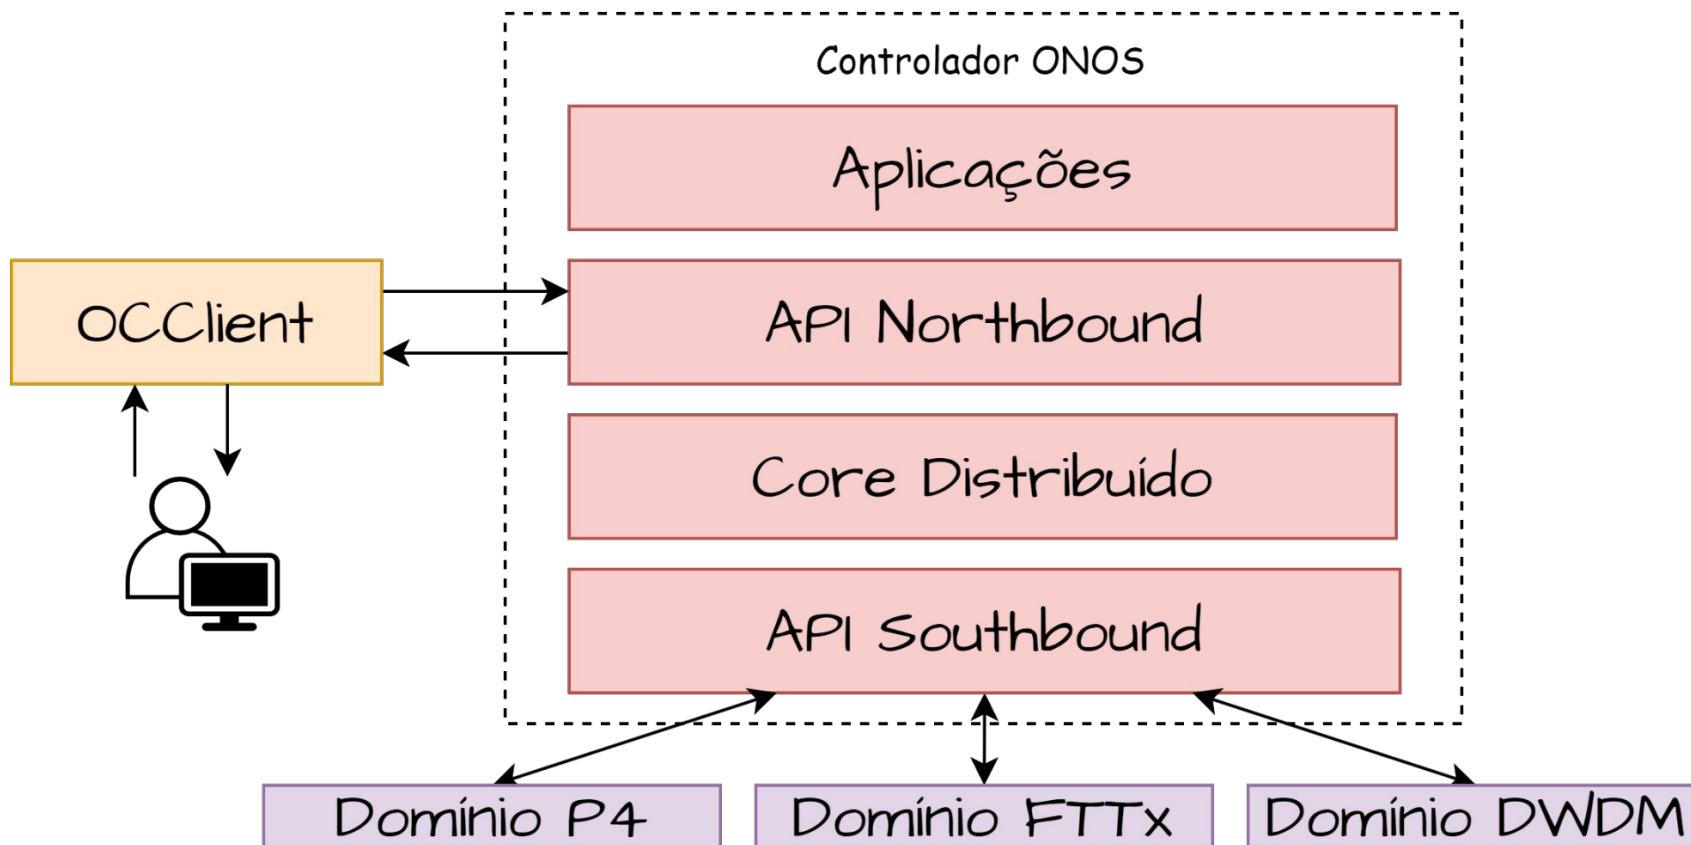 Controlador ONOS
Aplicações
OCClient
API Northbound
Core Distribuído
API Southbound
Domínio P4
Domínio FTTx
Domínio DWDM